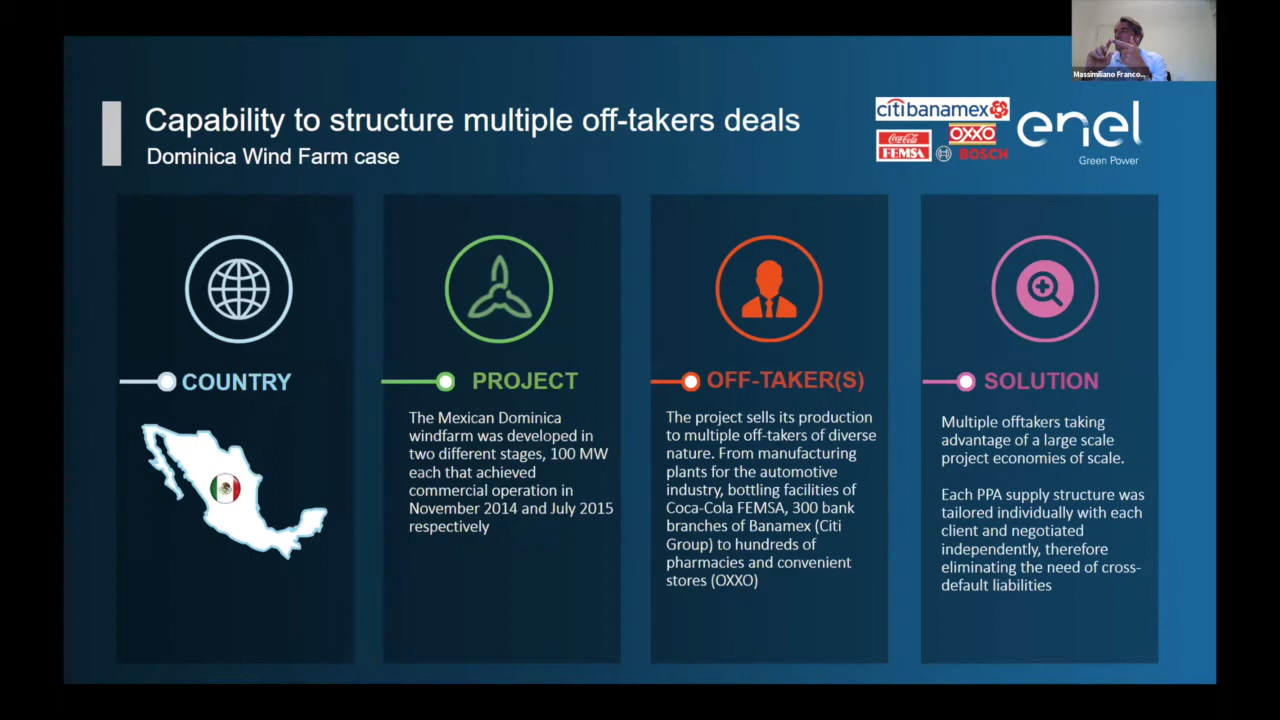 Massimiliano Franco...
Capability to structure multiple off-takers deals
Dominica Wind Farm case
citibanamex
Coca-Cola
FEMSA
OXXO
BOSCH
enel
Green Power
COUNTRY
PROJECT
The Mexican Dominica
windfarm was developed in
two different stages, 100 MW
each that achieved
commercial operation in
November 2014 and July 2015
respectively
OFF-TAKER(S)
The project sells its production
to multiple off-takers of diverse
nature. From manufacturing
plants for the automotive
industry, bottling facilities of
Coca-Cola FEMSA, 300 bank
branches of Banamex (Citi
Group) to hundreds of
pharmacies and convenient
stores (OXXO)
SOLUTION
Multiple offtakers taking
advantage of a large scale
project economies of scale.
Each PPA supply structure was
tailored individually with each
client and negotiated
independently, therefore
eliminating the need of cross-
default liabilities